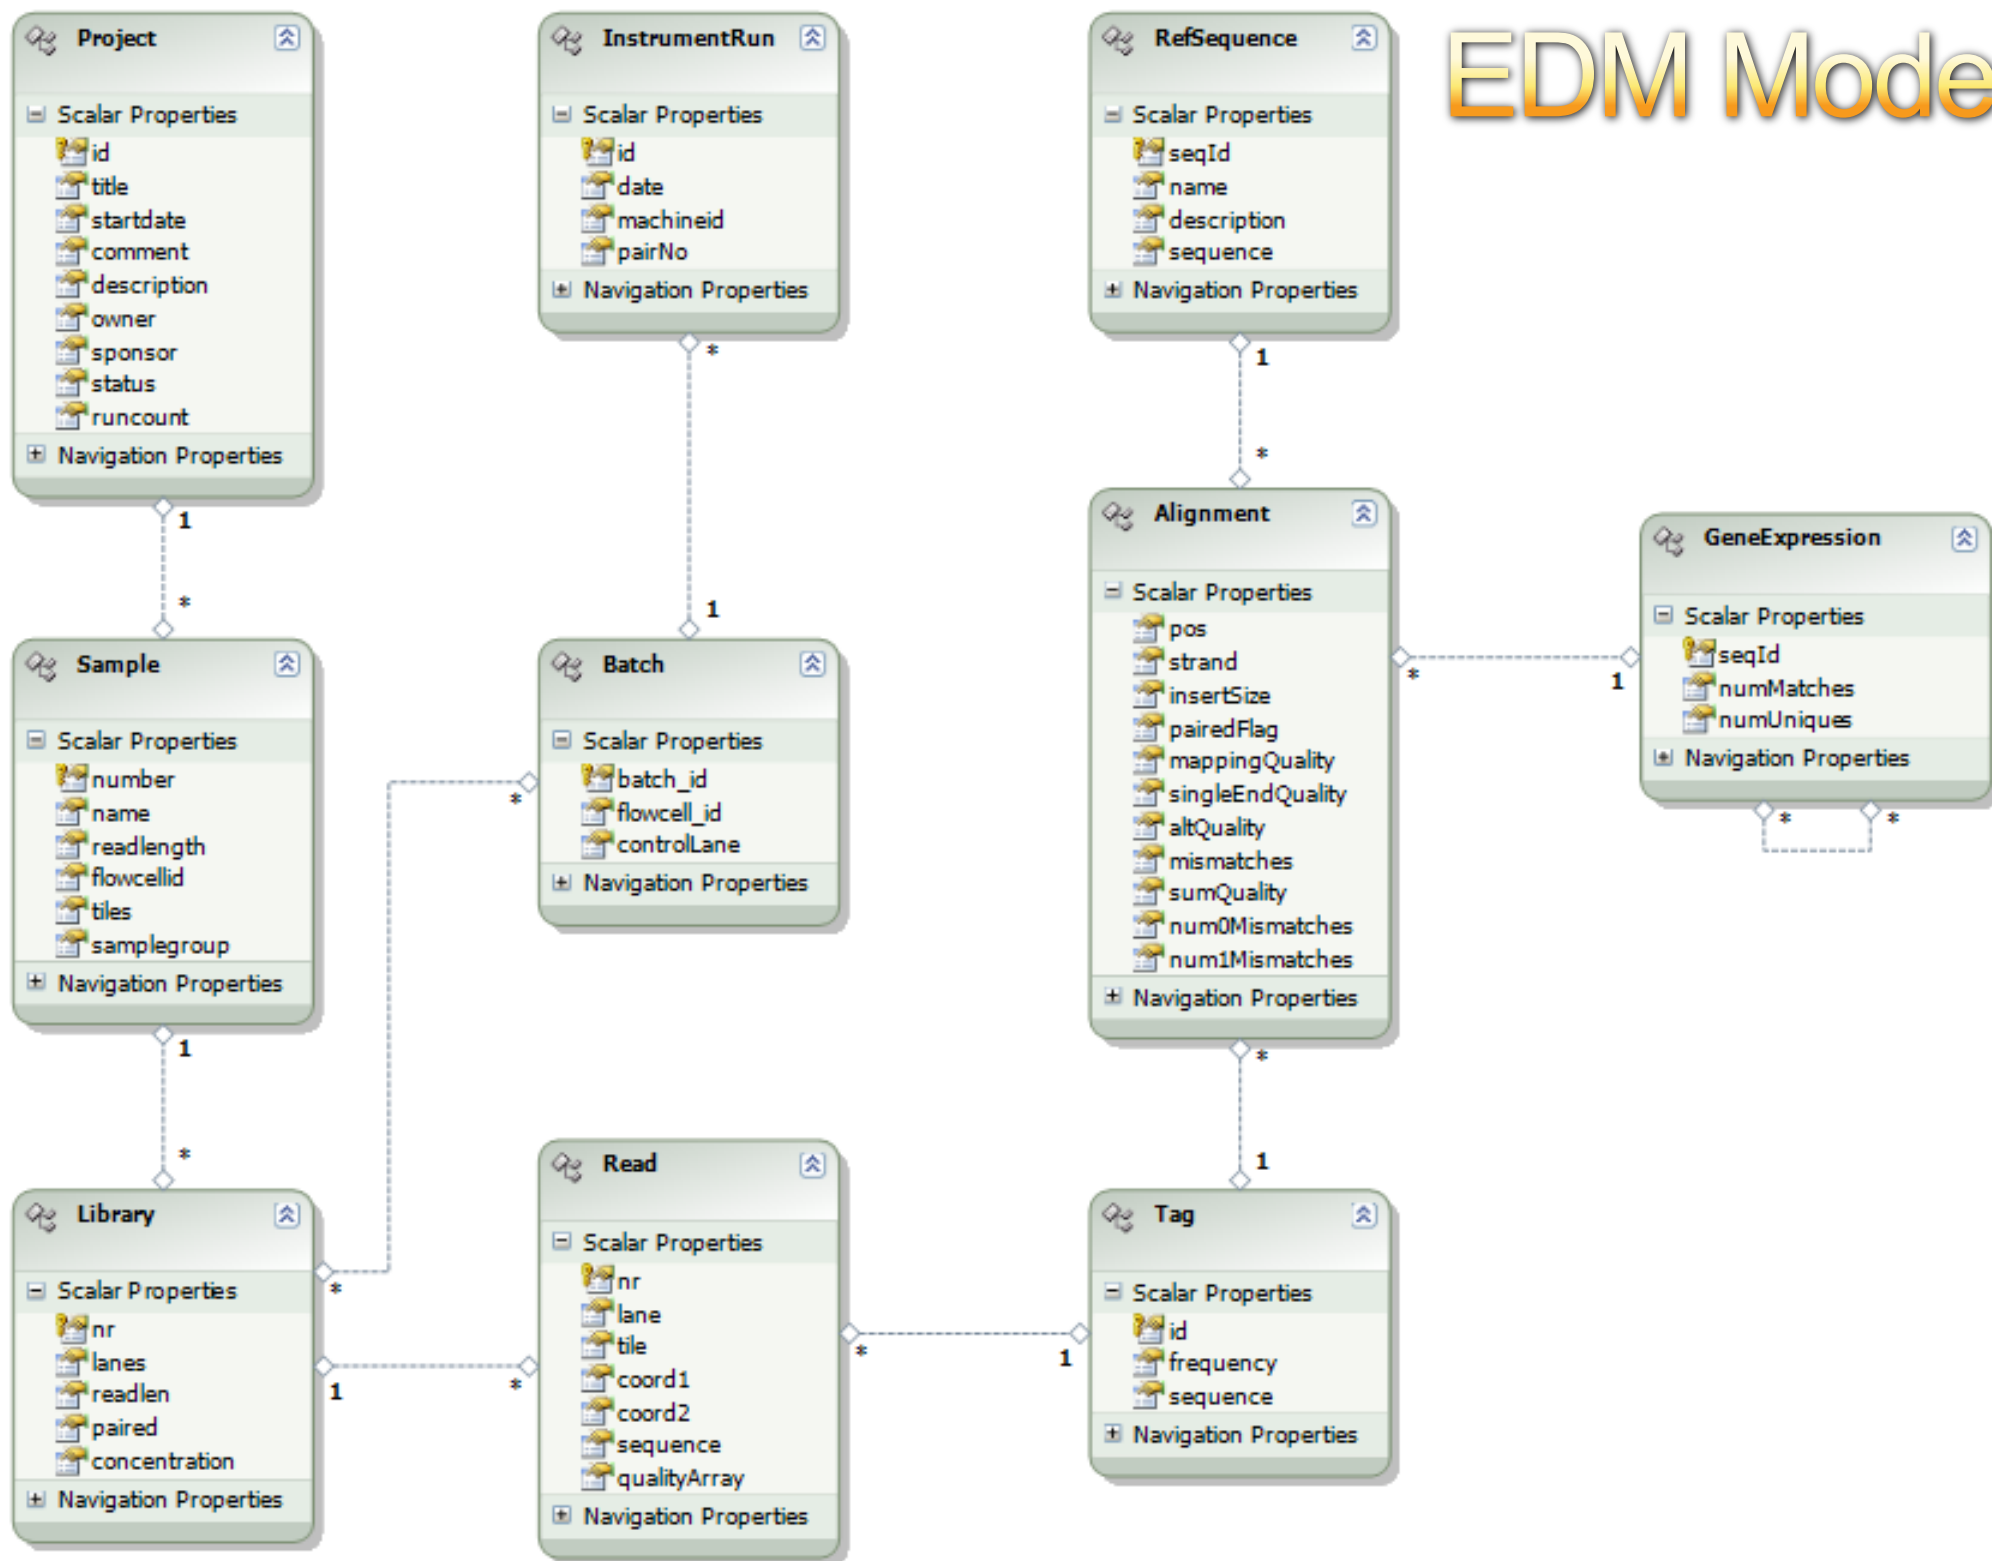 EDM Mode
Project
Scalar Properties
id
title
startdate
comment
description
owner
sponsor
status
runcount
Navigation Properties
1
*
InstrumentRun
Scalar Properties
id
date
machineid
pairNo
Navigation Properties
*
1
RefSequence
Scalar Properties
seqId
name
description
sequence
Navigation Properties
1
*
Sample
Scalar Properties
number
name
readlength
flowcellid
tiles
samplegroup
Navigation Properties
1
*
Batch
Scalar Properties
batch_id
flowcell_id
controlLane
Navigation Properties
*
*
Alignment
Scalar Properties
pos
strand
insertSize
pairedFlag
mappingQuality
singleEndQuality
altQuality
mismatches
sumQuality
num0Mismatches
num1Mismatches
Navigation Properties
*
1
*
1
GeneExpression
Scalar Properties
seqId
numMatches
numUniques
Navigation Properties
*
*
Library
Scalar Properties
nr
lanes
readlen
paired
concentration
Navigation Properties
1
*
Read
Scalar Properties
nr
lane
tile
coord1
coord2
sequence
qualityArray
Navigation Properties
*
1
Tag
Scalar Properties
id
frequency
sequence
Navigation Properties